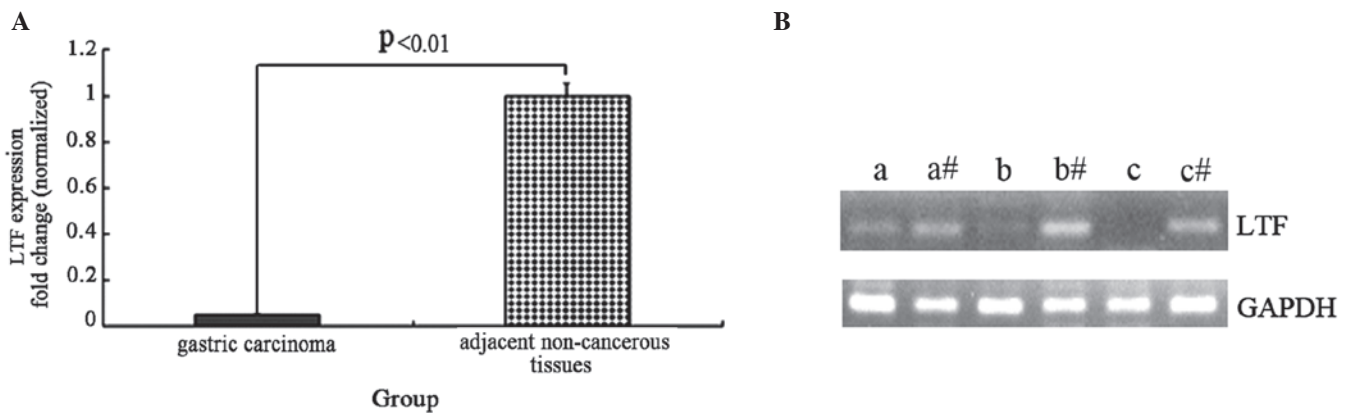 A
LTF expression
fold change (normalized)
1.2
1
0.8
0.6
0.4
0.2
0
p<0.01
gastric carcinoma
adjacent non-cancerous
tissues
Group
B
a a# b b# c c#
LTF
GAPDH